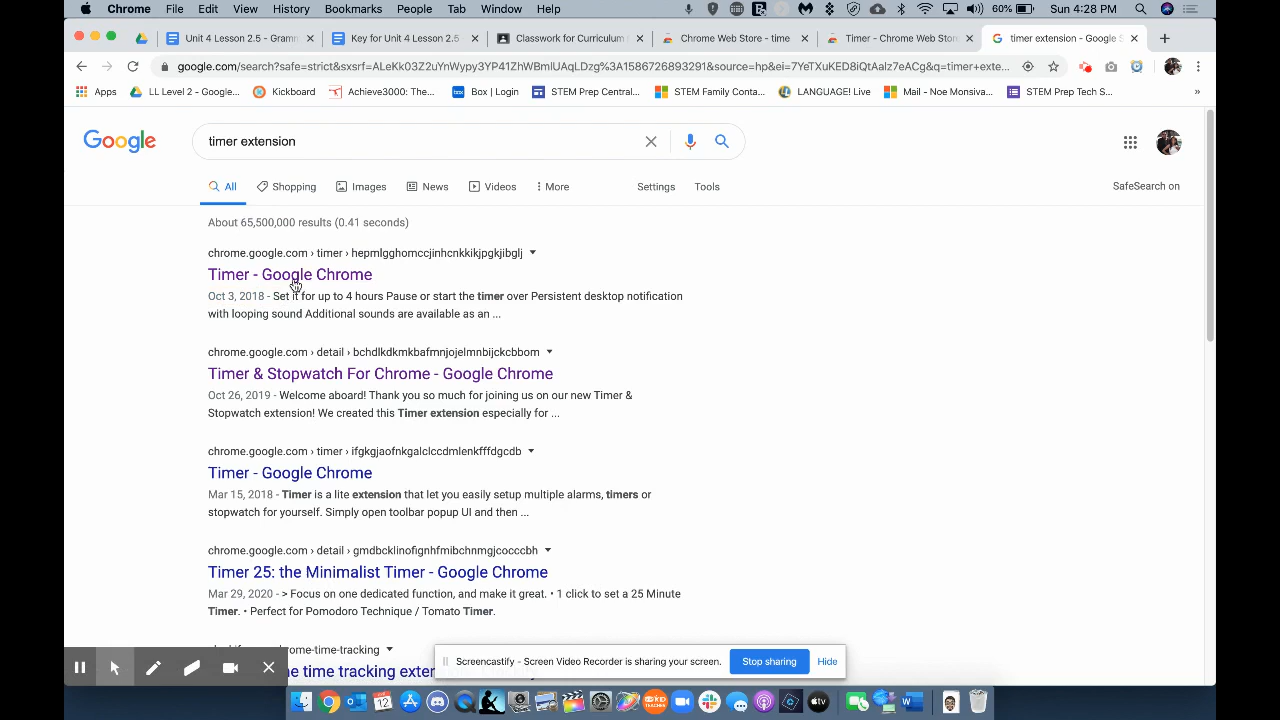 Chrome File Edit View History Bookmarks People Tab Window Help 60% Sun 4:28 PM
Unit 4 Lesson 2.5 - Gramm Key for Unit 4 Lesson 2.5 Classwork for Curriculum Chrome Web Store - time Timer - Chrome Web Stor timer extension - Google S
google.com/search?safe=strict&sxsrf=ALeKk03Z2uYnWypy3YP41ZhWBmlUAqLDzg%3A1586726893291&source=hp&ei=7YeTXuKED8iQtAalz7eACg&q=timer+exte...
Apps LL Level 2 - Google... Kickboard Achieve3000: The... Box | Login STEM Prep Central... STEM Family Conta... LANGUAGE! Live Mail - Noe Monsiva... STEM Prep Tech S... »
Google timer extension
All Shopping Images News Videos More Settings Tools SafeSearch on
About 65,500,000 results (0.41 seconds)
chrome.google.com › timer › hepmlgghomccjinhcnkkikjpgkjibglj
Timer - Google Chrome
Oct 3, 2018 - Set it for up to 4 hours Pause or start the timer over Persistent desktop notification
with looping sound Additional sounds are available as an ...
chrome.google.com › detail › bchdlkdkmkbafmnjojelmnbijckcbbom
Timer & Stopwatch For Chrome - Google Chrome
Oct 26, 2019 - Welcome aboard! Thank you so much for joining us on our new Timer &
Stopwatch extension! We created this Timer extension especially for ...
chrome.google.com › timer › ifgkgjaofnkgalclccdmlenkfffdgcdb
Timer - Google Chrome
Mar 15, 2018 - Timer is a lite extension that let you easily setup multiple alarms, timers or
stopwatch for yourself. Simply open toolbar popup UI and then ...
chrome.google.com › detail › gmdbcklinofignhfmibchnmgjcocccbh
Timer 25: the Minimalist Timer - Google Chrome
Mar 29, 2020 - > Focus on one dedicated function, and make it great. • 1 click to set a 25 Minute
Timer. • Perfect for Pomodoro Technique / Tomato Timer.
rome-time-tracking
he time tracking exter
Screencastify - Screen Video Recorder is sharing your screen. Stop sharing Hide